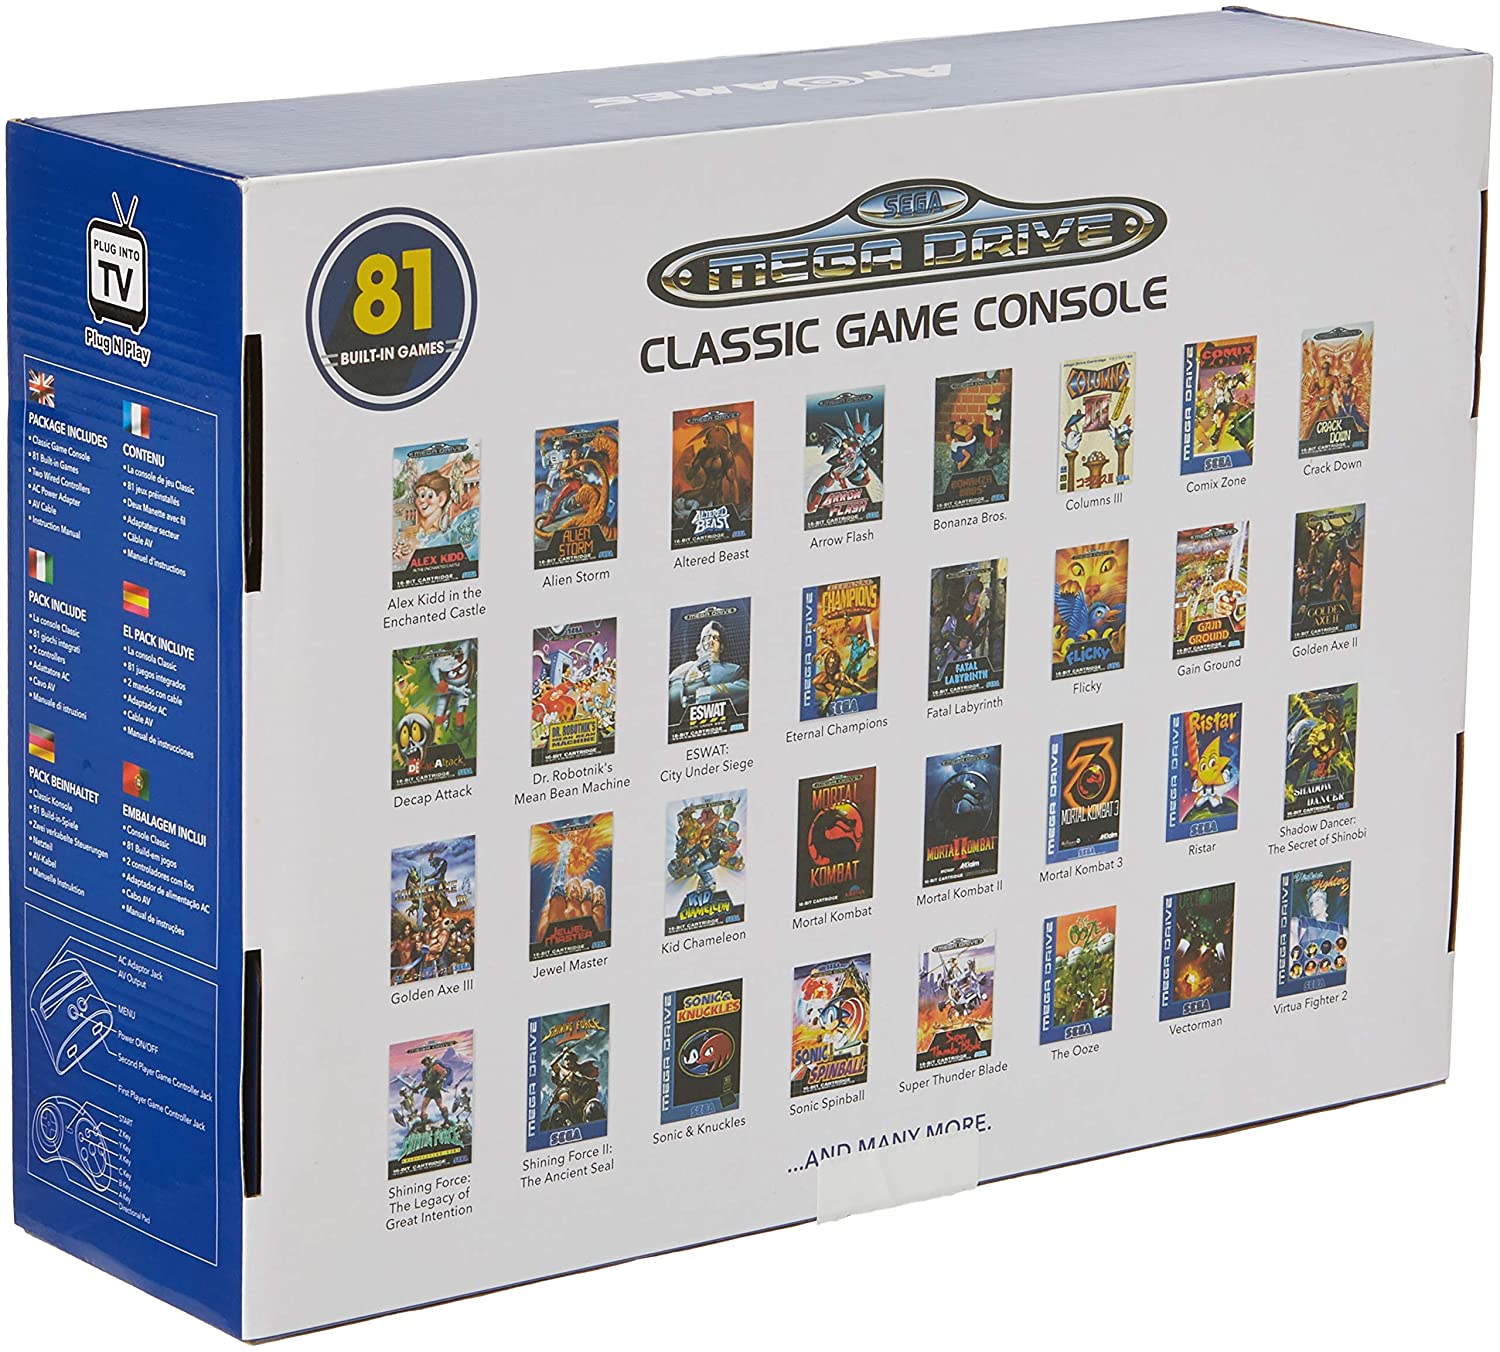 ATGAMES
PLUG INTO
TV
Plug N Play
PACKAGE INCLUDES
• Classic Game Console
• 81 Built-in Games
• Two Wired Controllers
• AC Power Adapter
• AV Cable
• Instruction Manual
CONTENU
• La console de jeu Classic
• 81 jeux préinstallés
• Deux Manette avec fil
• Adaptateur secteur
• Câble AV
• Manuel d'instructions
PACK INCLUDE
• La console Classic
• 81 giochi integrati
• 2 controllers
• Adattatore AC
• Cavo AV
• Manuale di istruzioni
EL PACK INCLUYE
• La consola Classic
• 81 juegos integrados
• 2 mandos con cable
• Adaptador AC
• Cable AV
• Manual de instrucciones
PACK BEINHALTET
• Classic Konsole
• 81 Build-in-Spiele
• Zwei verkabelte Steuerungen
• Netzteil
• AV-Kabel
• Manuelle Instruktion
EMBALAGEM INCLUI
• Console Classic
• 81 Build-em jogos
• 2 controladores com fios
• Adaptador de alimentação AC
• Cabo AV
• Manual de instruções
AC Adaptor Jack
AV Output
MENU
Power ON/OFF
Second Player Game Controller Jack
First Player Game Controller Jack
START
Z Key
Y Key
X Key
C Key
B Key
A Key
Directional Pad
81
BUILT-IN GAMES
SEGA
MEGA DRIVE
CLASSIC GAME CONSOLE
Alex Kidd in the
Enchanted Castle
Alien Storm
Altered Beast
Arrow Flash
Bonanza Bros.
Columns III
Comix Zone
Crack Down
Decap Attack
Dr. Robotnik's
Mean Bean Machine
ESWAT:
City Under Siege
Eternal Champions
Fatal Labyrinth
Flicky
Gain Ground
Golden Axe II
Golden Axe III
Jewel Master
Kid Chameleon
Mortal Kombat
Mortal Kombat II
Mortal Kombat 3
Ristar
Shadow Dancer:
The Secret of Shinobi
Shining Force:
The Legacy of
Great Intention
Shining Force II:
The Ancient Seal
Sonic & Knuckles
Sonic Spinball
Super Thunder Blade
The Ooze
Vectorman
Virtua Fighter 2
...AND MANY MORE.